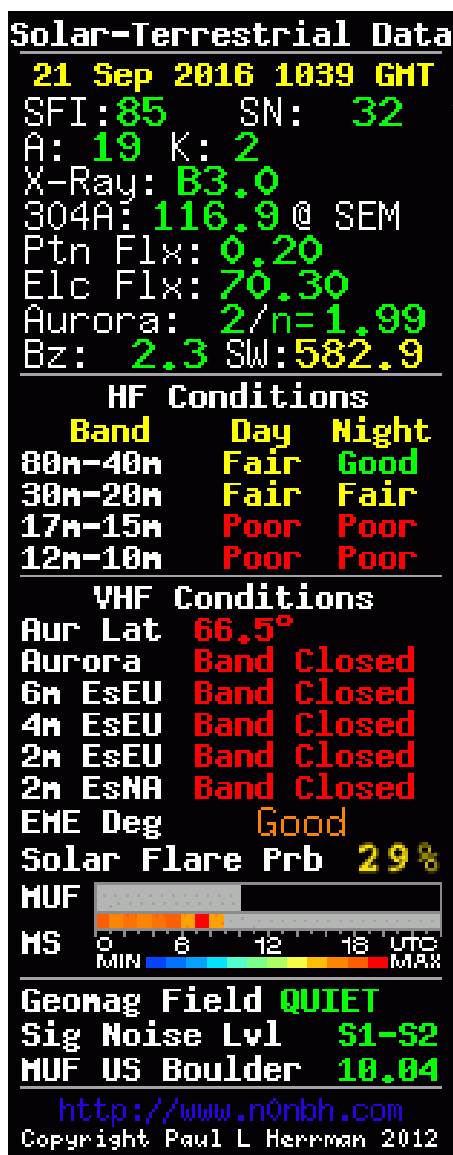 Solar-Terrestrial Data
21 Sep 2016 1039 GMT
SFI:85 SN: 32
A: 19 K: 2
X-Ray: B3.0
304A: 116.9 @ SEM
Ptn Flx: 0.20
Elc Flx: 70.30
Aurora: 2/n=1.99
Bz: 2.3 SW:582.9
HF Conditions
Band Day Night
80m-40m Fair Good
30m-20m Fair Fair
17m-15m Poor Poor
12m-10m Poor Poor
VHF Conditions
Aur Lat 66.5°
Aurora Band Closed
6m EsEU Band Closed
4m EsEU Band Closed
2m EsEU Band Closed
2m EsNA Band Closed
EME Deg Good
Solar Flare Prb 29%
MUF
MS 0 6 12 18 UTC
MIN MAX
Geomag Field QUIET
Sig Noise Lvl S1-S2
MUF US Boulder 10.04
http://www.n0nbh.com
Copyright Paul L Herrman 2012